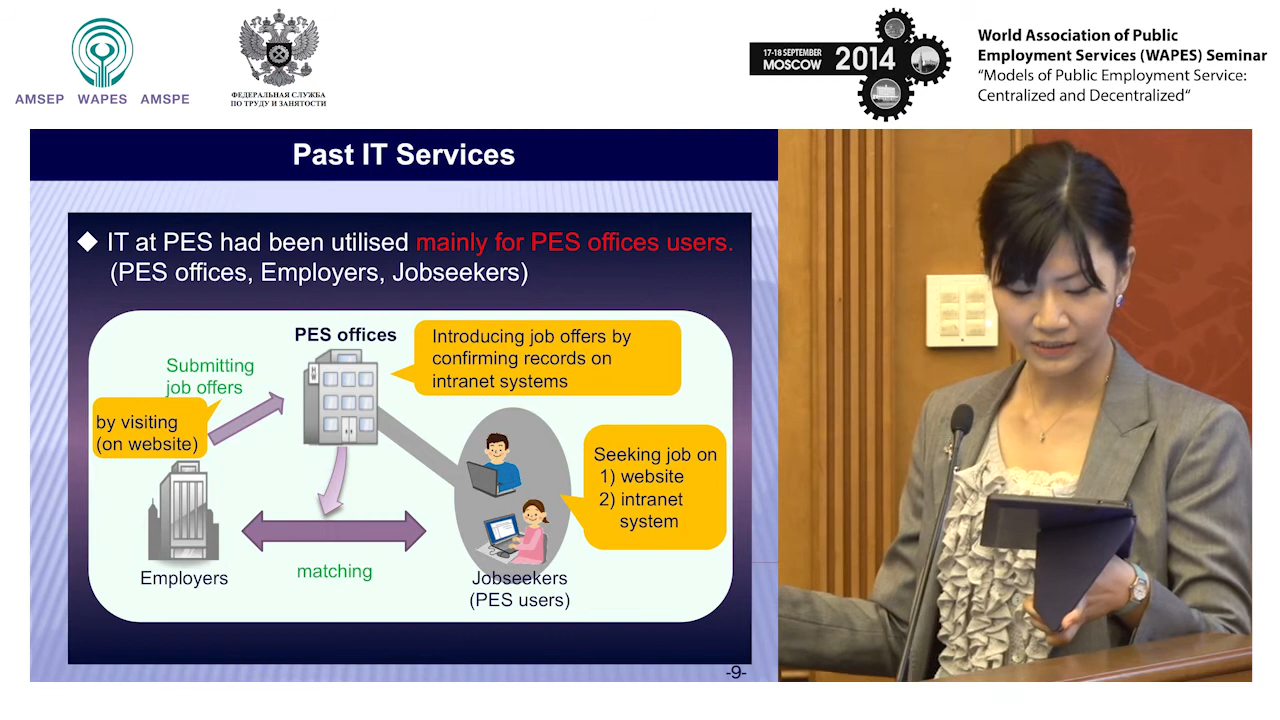 AMSEP WAPES AMSPE
ФЕДЕРАЛЬНАЯ СЛУЖБА
ПО ТРУДУ И ЗАНЯТОСТИ
17-18 SEPTEMBER
MOSCOW
2014
World Association of Public
Employment Services (WAPES) Seminar
"Models of Public Employment Service:
Centralized and Decentralized"
Past IT Services
IT at PES had been utilised mainly for PES offices users.
(PES offices, Employers, Jobseekers)
PES offices
Introducing job offers by
confirming records on
intranet systems
Submitting
job offers
by visiting
(on website)
Seeking job on
1) website
2) intranet
system
Employers
matching
Jobseekers
(PES users)
-9-